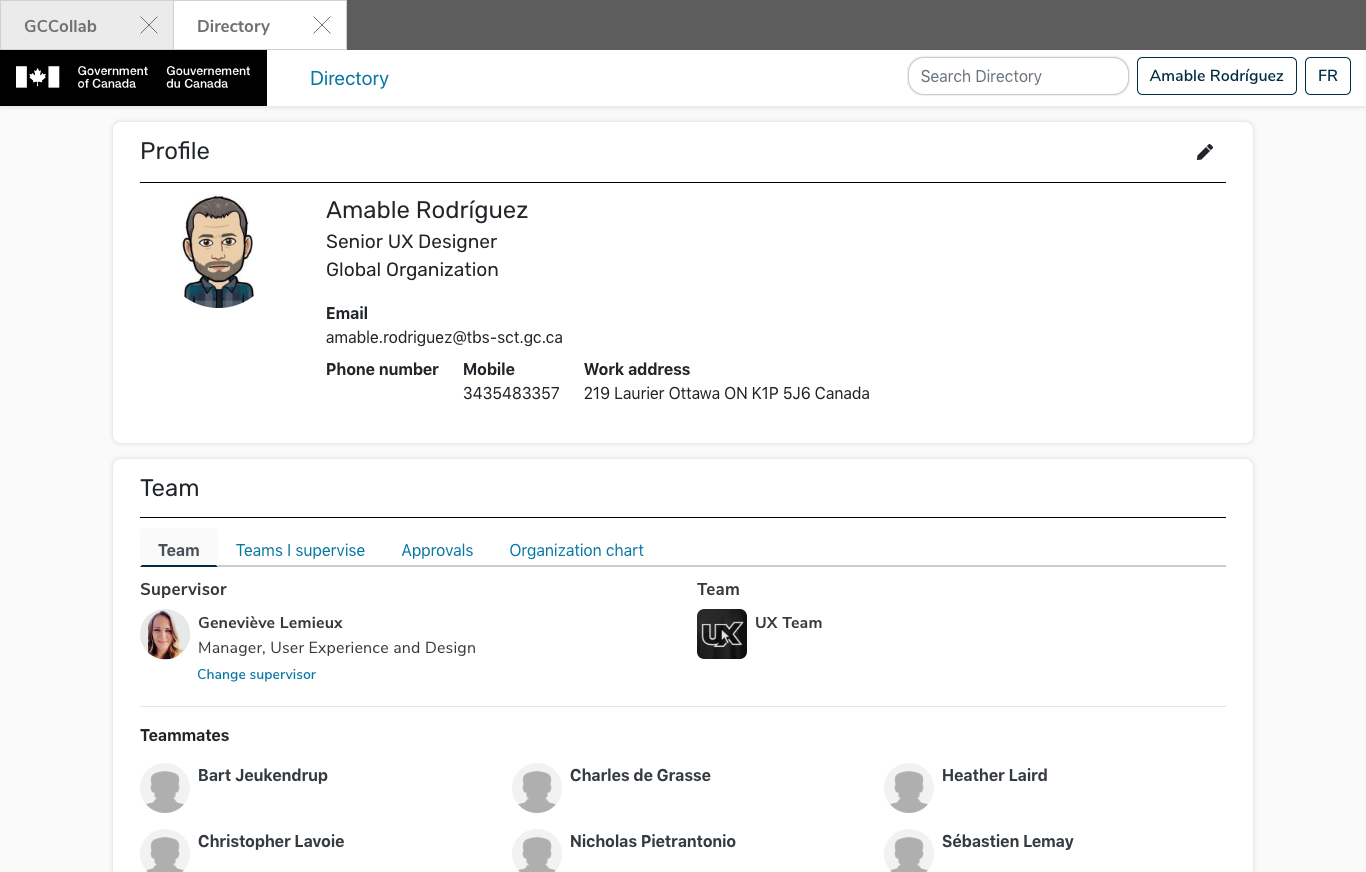 GCCollab
Directory
Government of Canada
Gouvernement du Canada
Directory
Search Directory
Amable Rodríguez
FR
Profile
Amable Rodríguez
Senior UX Designer
Global Organization
Email
amable.rodriguez@tbs-sct.gc.ca
Phone number
Mobile
3435483357
Work address
219 Laurier Ottawa ON K1P 5J6 Canada
Team
Team
Teams I supervise
Approvals
Organization chart
Supervisor
Geneviève Lemieux
Manager, User Experience and Design
Change supervisor
Team
UX
UX Team
Teammates
Bart Jeukendrup
Charles de Grasse
Heather Laird
Christopher Lavoie
Nicholas Pietrantonio
Sébastien Lemay